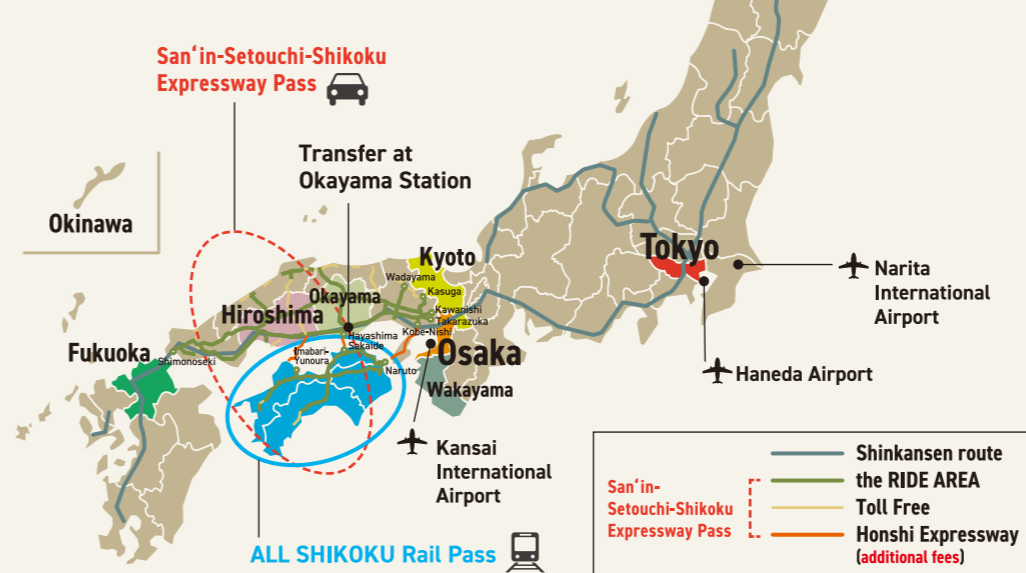 San'in-Setouchi-Shikoku
Expressway Pass
Transfer at
Okayama Station
Okinawa
Kyoto
Wadayama
Kasuga
Okayama
Hiroshima
Kawanishi
Takarazuka
Kobe-Nishi
Hayashima
Sakaide
Osaka
Fukuoka
Shimonoseki
Imabari-
Yunoura
Naruto
Wakayama
Tokyo
Narita
International
Airport
Haneda Airport
Kansai
International
Airport
ALL SHIKOKU Rail Pass
San'in-
Setouchi-Shikoku
Expressway Pass
Shinkansen route
the RIDE AREA
Toll Free
Honshi Expressway
(additional fees)